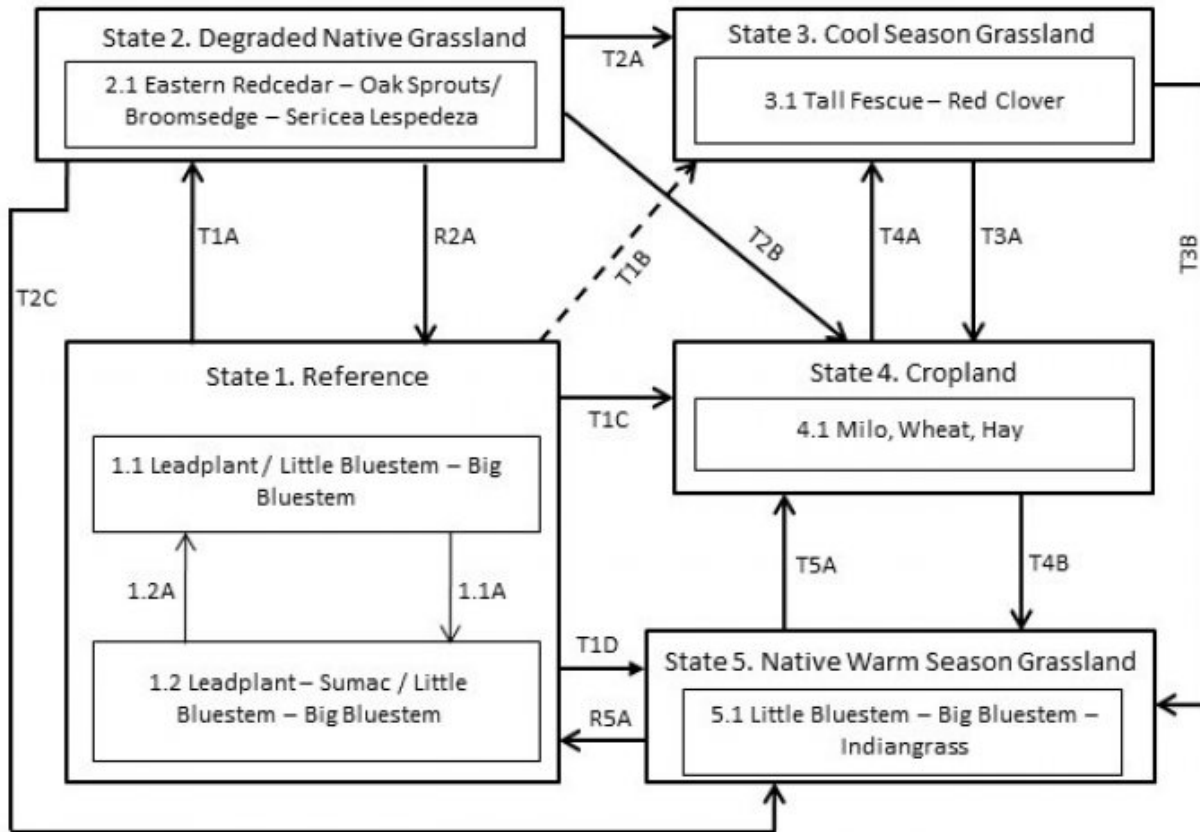 State 2. Degraded Native Grassland
2.1 Eastern Redcedar – Oak Sprouts/
Broomsedge – Sericea Lespedeza
T2A
State 3. Cool Season Grassland
3.1 Tall Fescue – Red Clover
T1A
R2A
T1B
T2B
T4A
T3A
T3B
T2C
State 1. Reference
T1C
State 4. Cropland
4.1 Milo, Wheat, Hay
1.1 Leadplant / Little Bluestem – Big
Bluestem
1.2A
1.1A
T5A
T4B
1.2 Leadplant – Sumac / Little
Bluestem – Big Bluestem
T1D
R5A
State 5. Native Warm Season Grassland
5.1 Little Bluestem – Big Bluestem –
Indiangrass